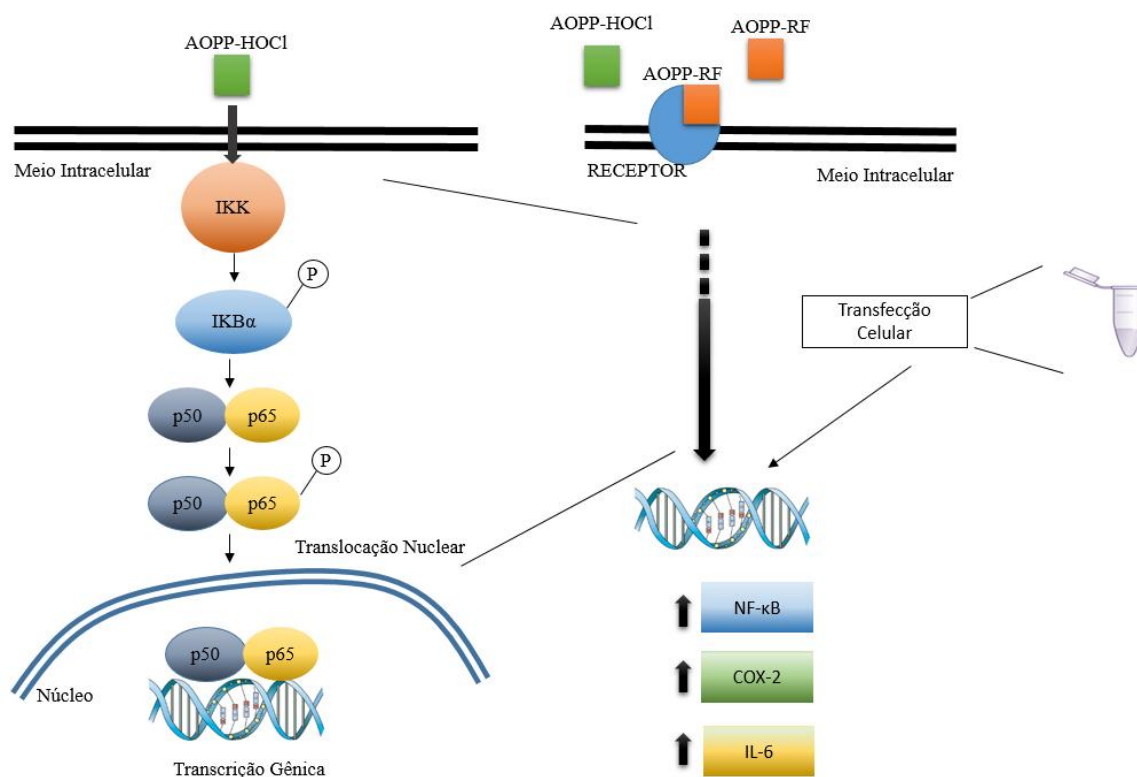 AOPP-HOCl
Meio Intracelular
IKK
P
IKBα
p50
p65
p50
p65
P
Translocação Nuclear
p50
p65
Núcleo
Transcrição Gênica
AOPP-HOCl
AOPP-RF
AOPP-RF
RECEPTOR
Meio Intracelular
Transfecção
Celular
NF-κB
COX-2
IL-6